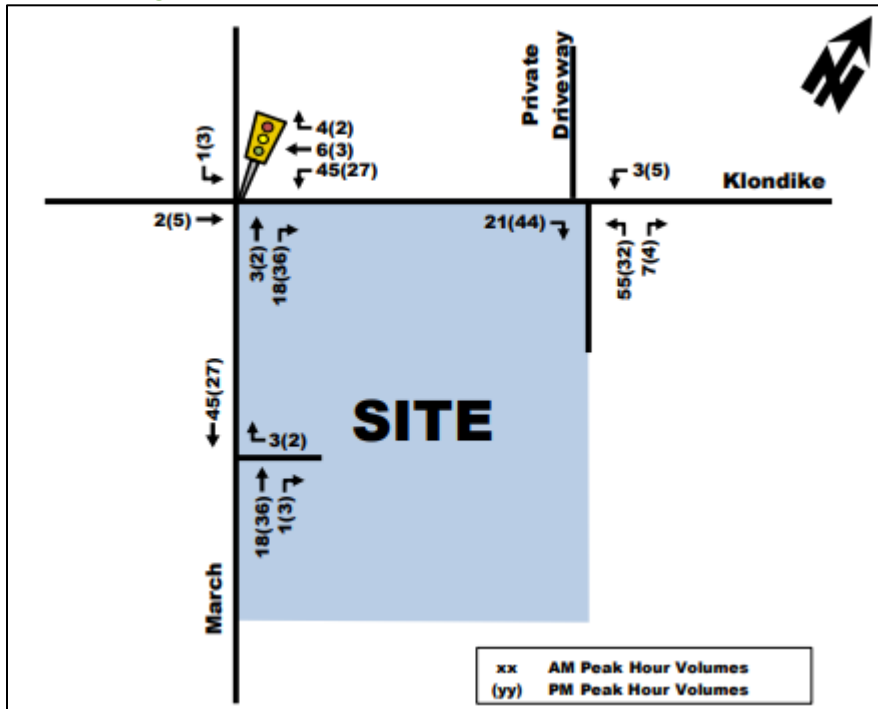 Private
Driveway
N
1(3)
4(2)
6(3)
45(27)
3(5)
Klondike
2(5)
3(2)
18(36)
21(44)
55(32)
7(4)
45(27)
SITE
3(2)
18(36)
1(3)
March
xx AM Peak Hour Volumes
(yy) PM Peak Hour Volumes